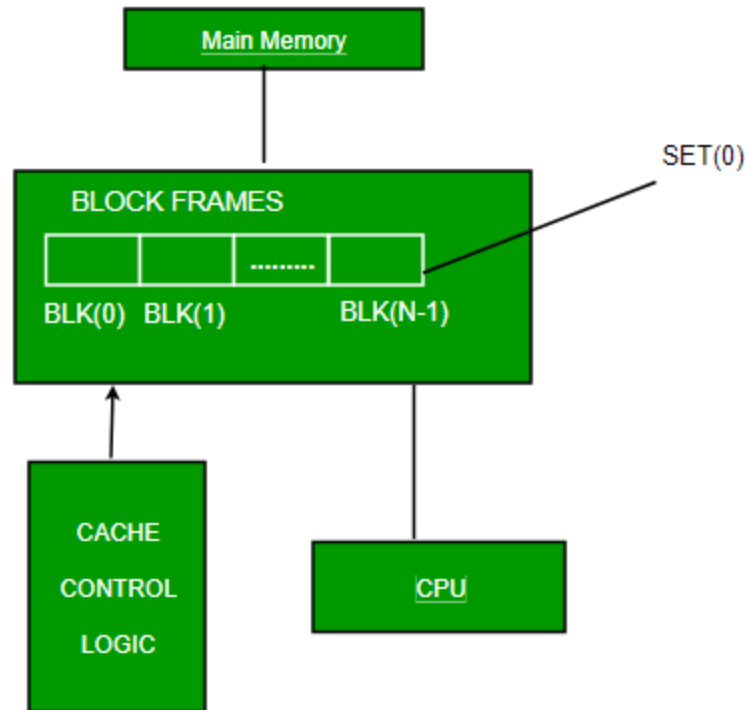 Main Memory
SET(0)
BLOCK FRAMES
.........
BLK(0) BLK(1) BLK(N-1)
CACHE
CONTROL
LOGIC
CPU